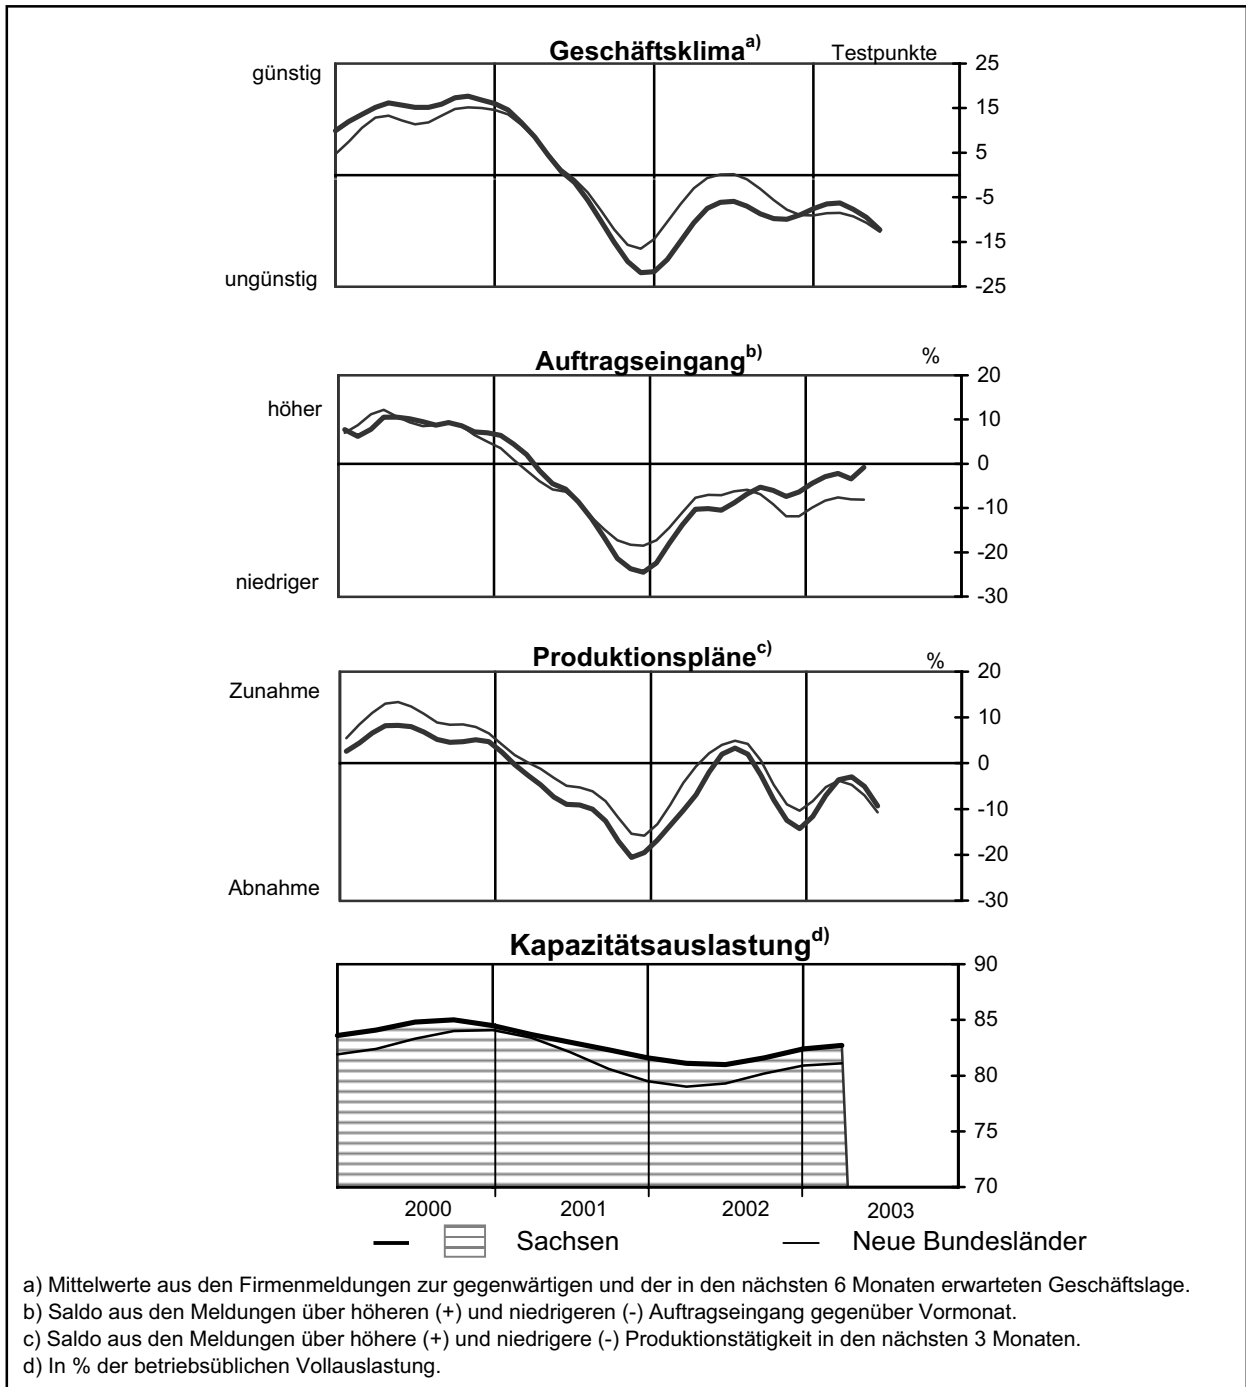 Geschäftsklima a) Testpunkte
günstig
ungünstig
25
15
5
-5
-15
-25
Auftragseingang b) %
höher
niedriger
20
10
0
-10
-20
-30
Produktionspläne c) %
Zunahme
Abnahme
20
10
0
-10
-20
-30
Kapazitätsauslastung d)
90
85
80
75
70
2000 2001 2002 2003
Sachsen Neue Bundesländer
a) Mittelwerte aus den Firmenmeldungen zur gegenwärtigen und der in den nächsten 6 Monaten erwarteten Geschäftslage.
b) Saldo aus den Meldungen über höheren (+) und niedrigeren (-) Auftragseingang gegenüber Vormonat.
c) Saldo aus den Meldungen über höhere (+) und niedrigere (-) Produktionstätigkeit in den nächsten 3 Monaten.
d) In % der betriebsüblichen Vollauslastung.